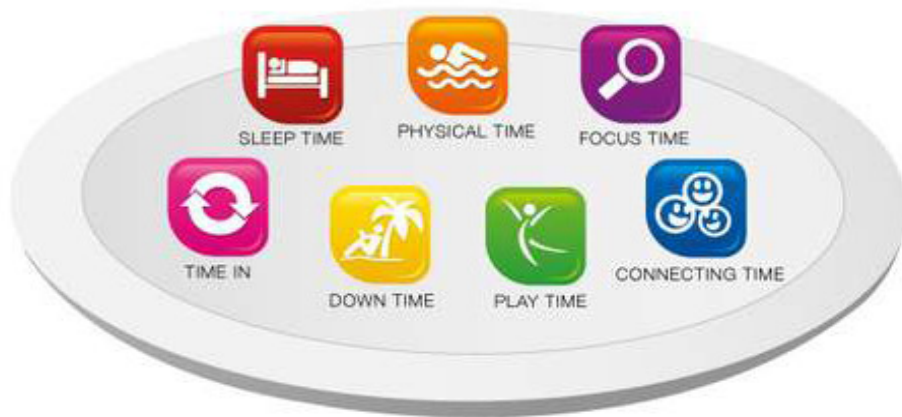 SLEEP TIME
PHYSICAL TIME
FOCUS TIME
TIME IN
DOWN TIME
PLAY TIME
CONNECTING TIME